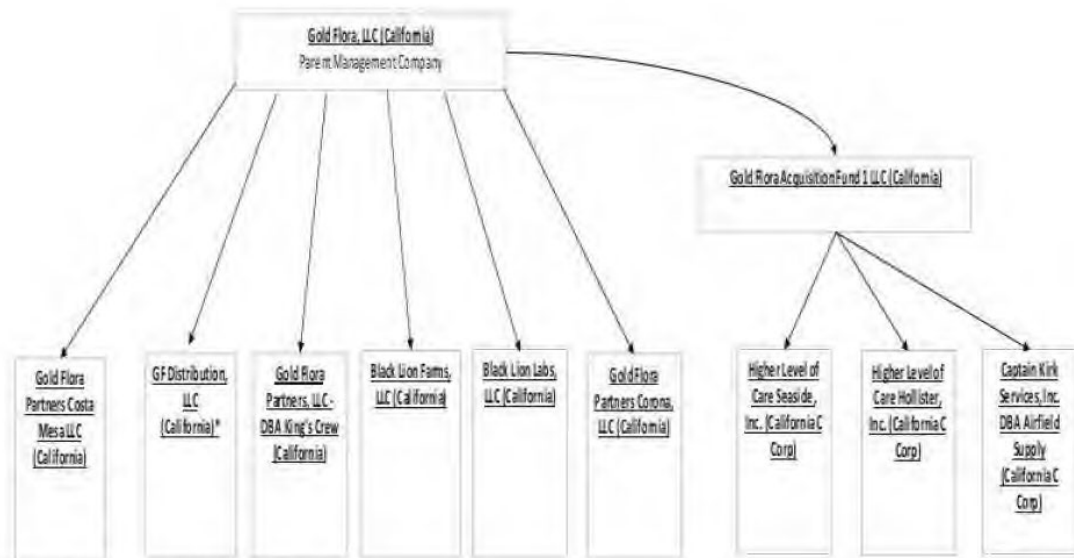 Gold Flora, LLC (California)
Parent Management Company
Gold Flora Acquisition Fund 1 LLC (California)
Gold Flora
Partners Costa
Mesa LLC
(California)
GF Distribution,
LLC
(California)*
Gold Flora
Partners, LLC -
DBA King's Crew
(California)
Black Lion Farms,
LLC (California)
Black Lion Labs,
LLC (California)
Gold Flora
Partners Corona,
LLC (California)
Higher Level of
Care Seaside,
Inc. (California C
Corp)
Higher Level of
Care Hollister,
Inc. (California C
Corp)
Captain Kirk
Services, Inc.
DBA Airfield
Supply
(California C
Corp)